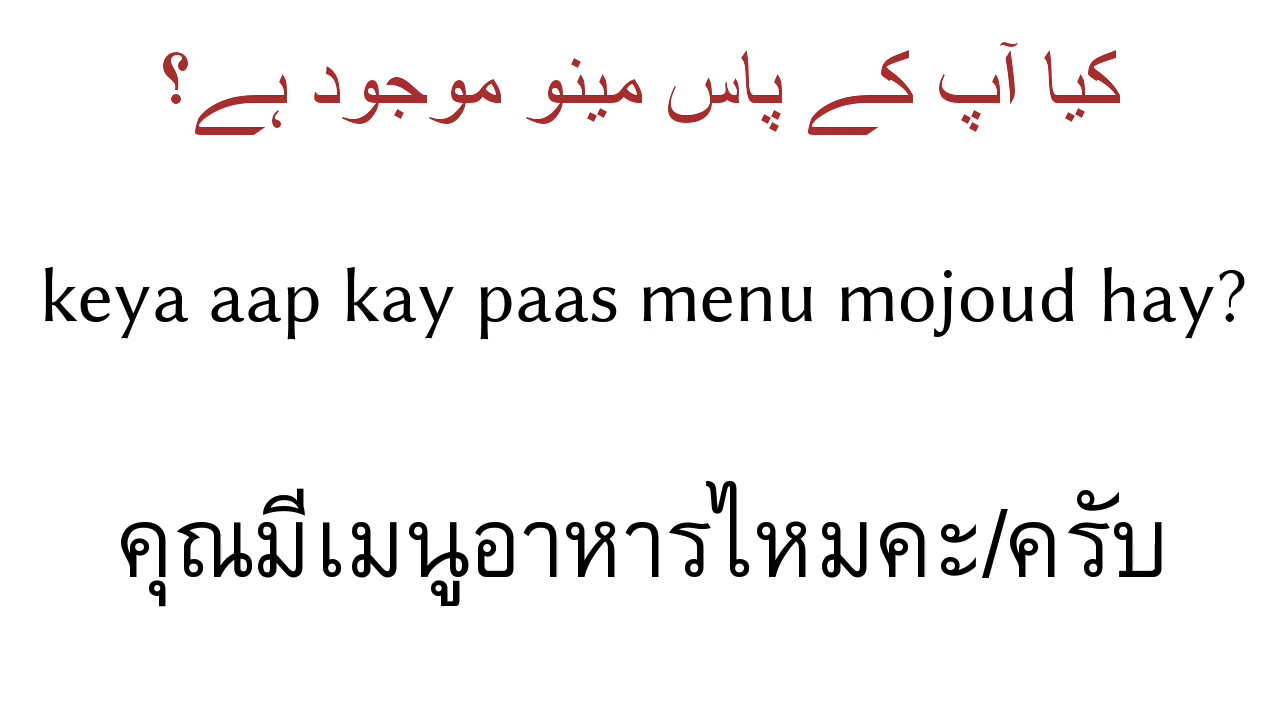 کیا آپ کے پاس مینو موجود ہے؟
keya aap kay paas menu mojoud hay?
คุณมีเมนูอาหารไหมคะ/ครับ